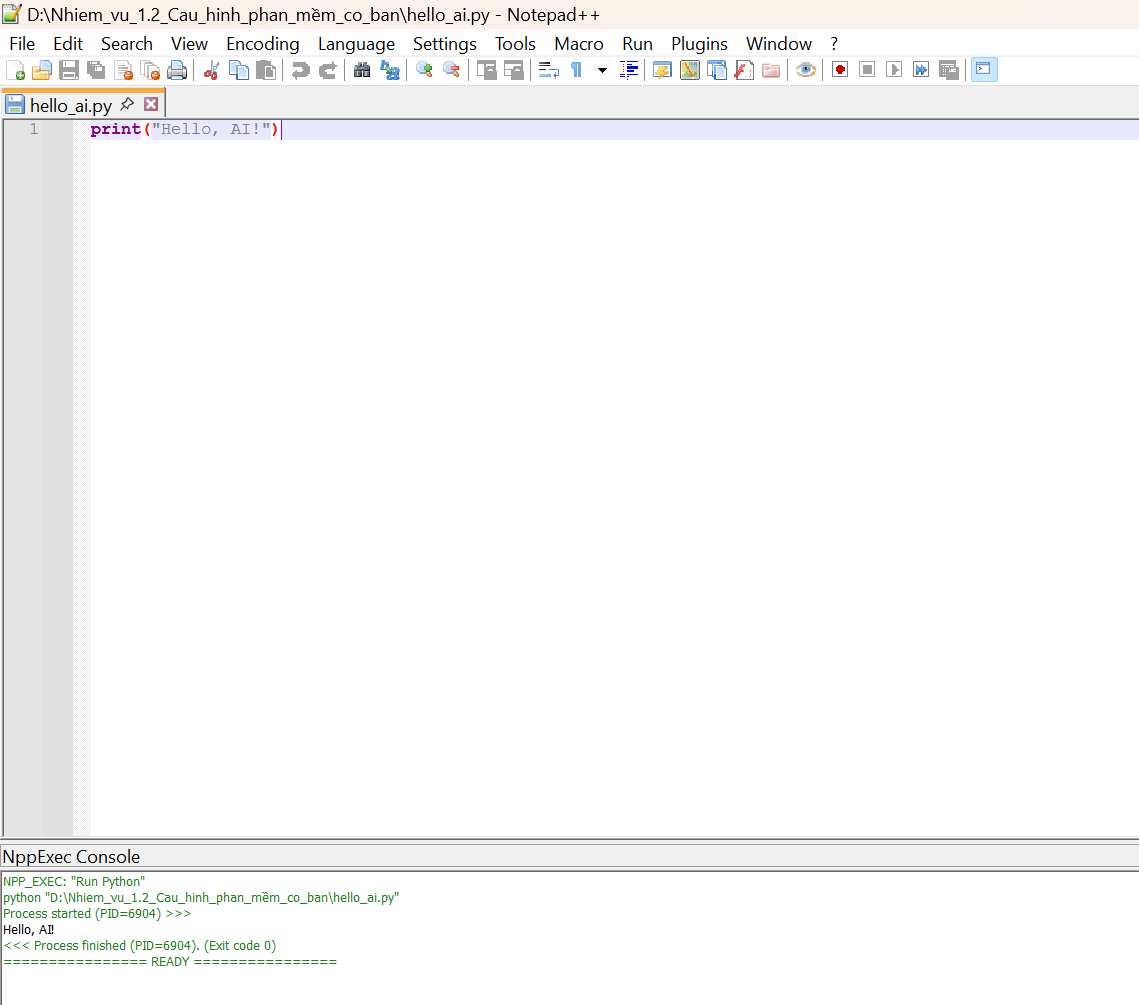 D:\Nhiem_vu_1.2_Cau_hinh_phan_mềm_co_ban\hello_ai.py - Notepad++
File Edit Search View Encoding Language Settings Tools Macro Run Plugins Window ?
hello_ai.py
1 print("Hello, AI!")
NppExec Console
NPP_EXEC: "Run Python"
python "D:\Nhiem_vu_1.2_Cau_hinh_phan_mềm_co_ban\hello_ai.py"
Process started (PID=6904) >>>
Hello, AI!
<<< Process finished (PID=6904). (Exit code 0)
================ READY ================